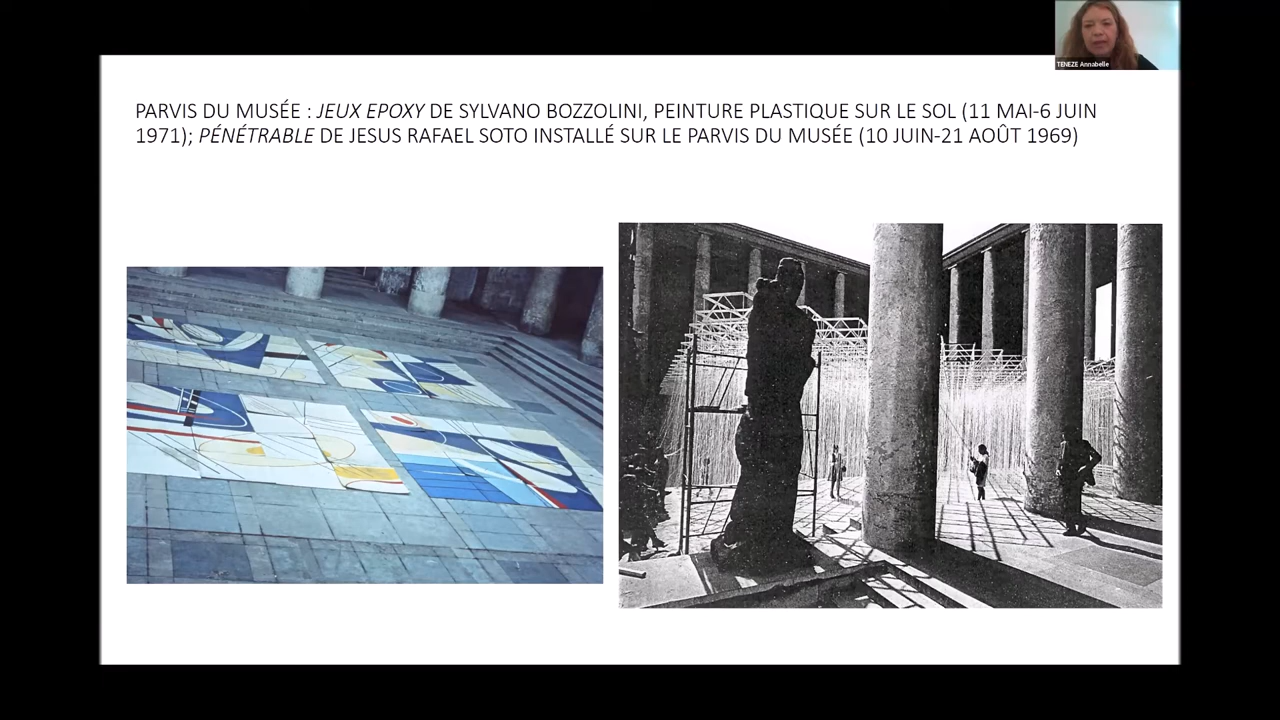 TENEZE Annabelle
PARVIS DU MUSÉE : JEUX EPOXY DE SYLVANO BOZZOLINI, PEINTURE PLASTIQUE SUR LE SOL (11 MAI-6 JUIN
1971); PÉNÉTRABLE DE JESUS RAFAEL SOTO INSTALLÉ SUR LE PARVIS DU MUSÉE (10 JUIN-21 AOÛT 1969)